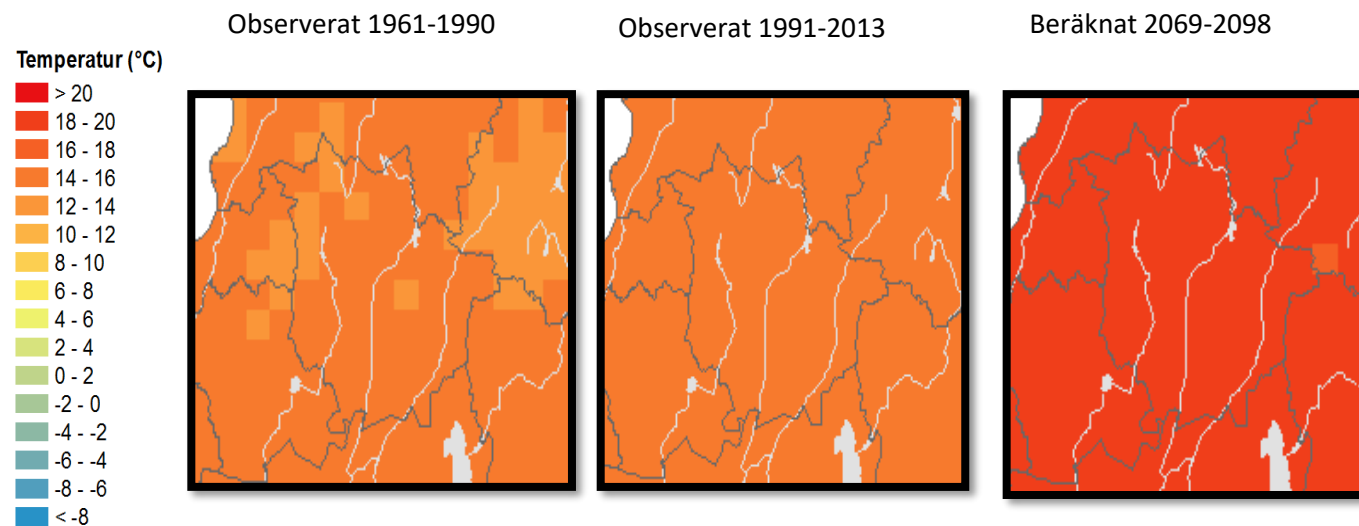 Observerat 1961-1990
Observerat 1991-2013
Beräknat 2069-2098
Temperatur (°C)
> 20
18 - 20
16 - 18
14 - 16
12 - 14
10 - 12
8 - 10
6 - 8
4 - 6
2 - 4
0 - 2
-2 - 0
-4 - -2
-6 - -4
-8 - -6
< -8